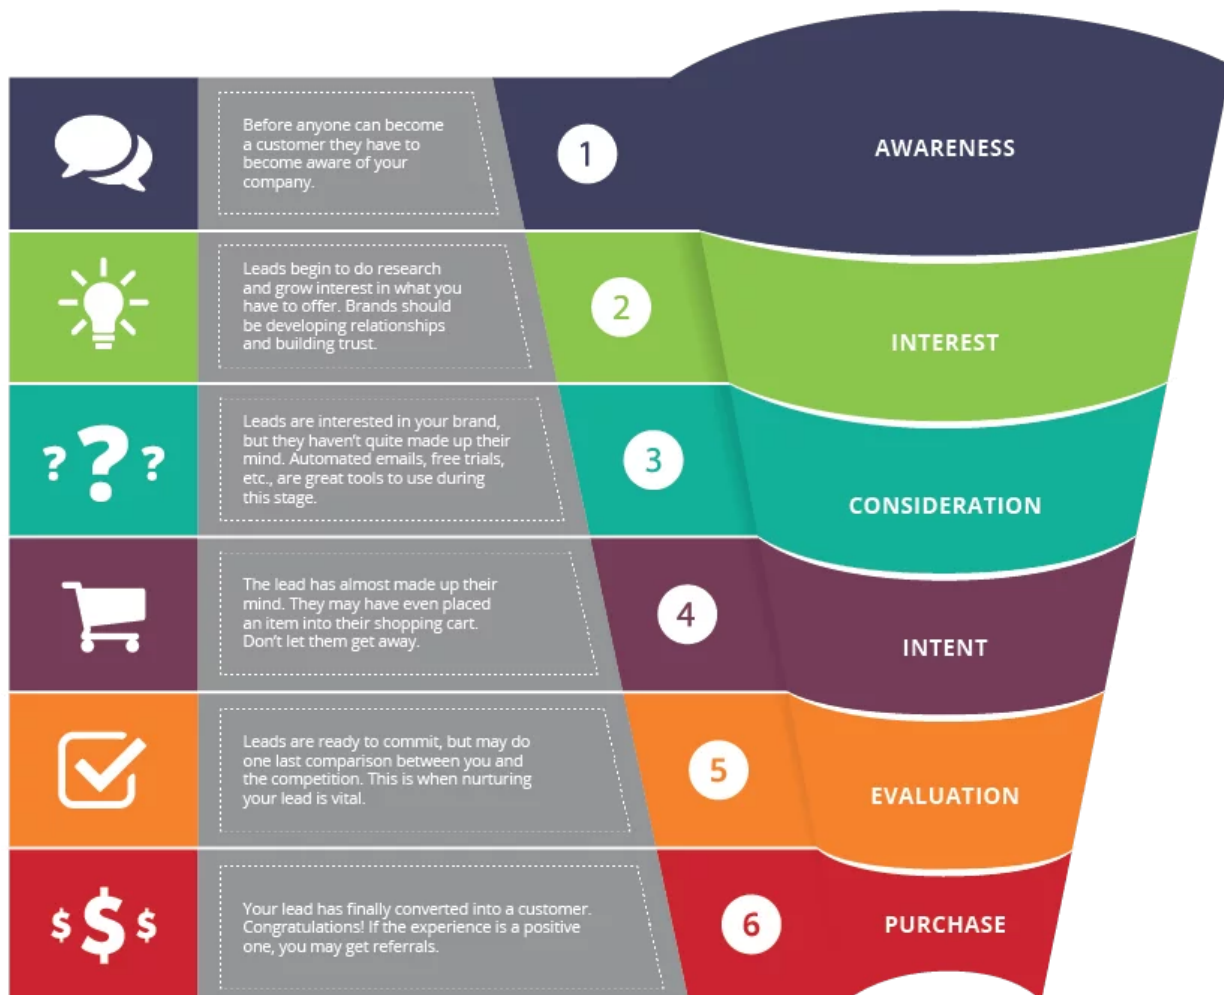 Before anyone can become
a customer they have to
become aware of your
company.
1
AWARENESS
Leads begin to do research
and grow interest in what you
have to offer. Brands should
be developing relationships
and building trust.
2
INTEREST
? ? ?
Leads are interested in your brand,
but they haven't quite made up their
mind. Automated emails, free trials,
etc., are great tools to use during
this stage.
3
CONSIDERATION
The lead has almost made up their
mind. They may have even placed
an item into their shopping cart.
Don't let them get away.
4
INTENT
Leads are ready to commit, but may do
one last comparison between you and
the competition. This is when nurturing
your lead is vital.
5
EVALUATION
$ $ $
Your lead has finally converted into a customer.
Congratulations! If the experience is a positive
one, you may get referrals.
6
PURCHASE